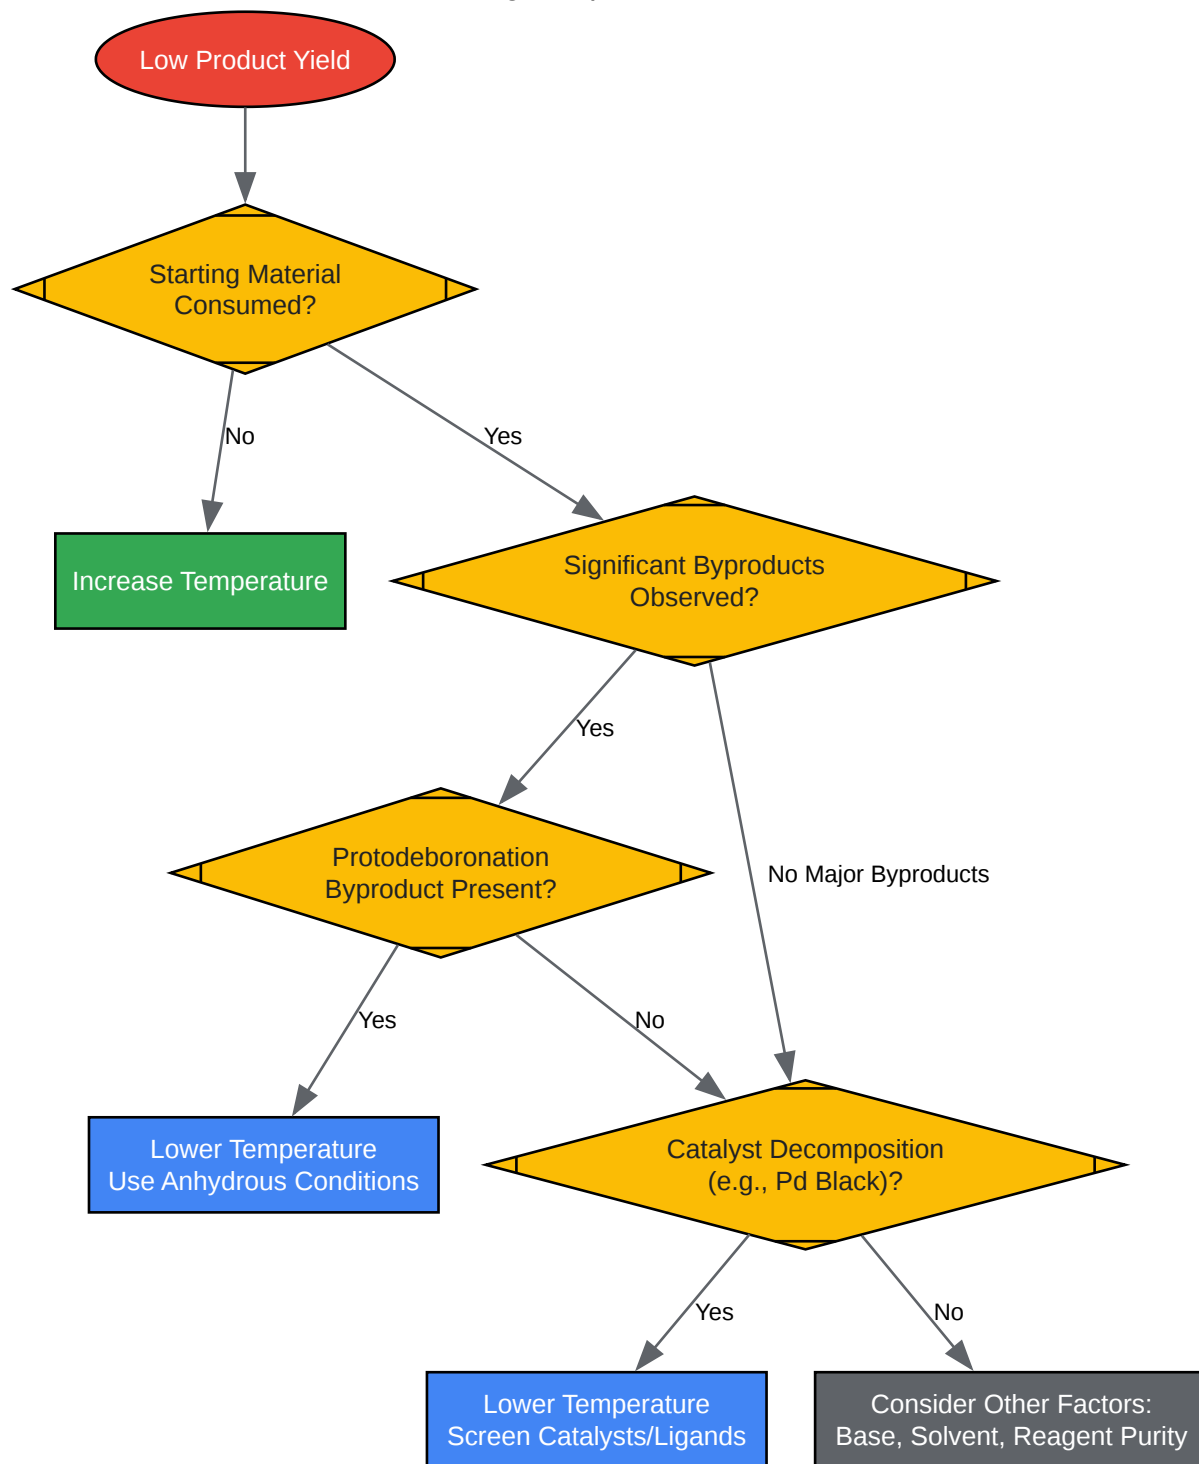 Low Product Yield
Starting Material
Consumed?
No
Yes
Increase Temperature
Significant Byproducts
Observed?
Yes
No Major Byproducts
Protodeboronation
Byproduct Present?
Yes
No
Lower Temperature
Use Anhydrous Conditions
Catalyst Decomposition
(e.g., Pd Black)?
Yes
No
Lower Temperature
Screen Catalysts/Ligands
Consider Other Factors:
Base, Solvent, Reagent Purity